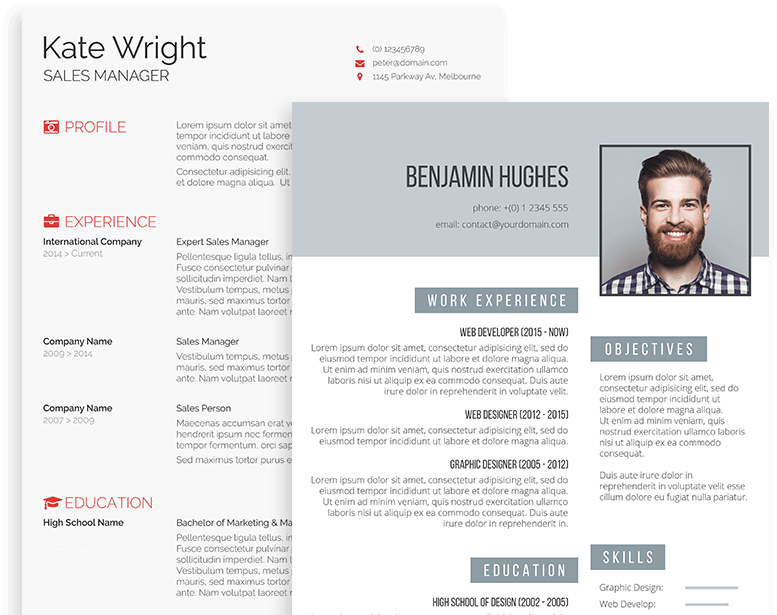 Kate Wright
SALES MANAGER
(0) 123456789
peter@domain.com
1145 Parkway Av, Melbourne
PROFILE
Lorem ipsum dolor sit amet
tempor incididunt ut labore
veniam, quis nostrud exercit
commodo consequat.
Consectetur adipisicing elit.
et dolore magna aliqua. Ut
EXPERIENCE
International Company
2014 > Current
Expert Sales Manager
Pellentesque ligula tellus, in
Fusce consectetur pulvinar
sollicitudin imperdiet. Nam l
Vestibulum tempus, metus
mauris, sed maximus tortor
ante. Nam volutpat laoreet r
Company Name
2009 > 2014
Sales Manager
Vestibulum tempus, metus
mauris, sed maximus tortor
ante. Nam volutpat laoreet r
Company Name
2007 > 2009
Sales Person
Maecenas accumsan erat v
hendrerit ipsum nec fermen
tempor fermentum, orci sap
Sed maximus tortor purus e
EDUCATION
High School Name
Bachelor of Marketing & Ma
Pellentesque ligula tellus, in
Fusce consectetur pulvinar
sollicitudin imperdiet. Nam l
Vestibulum tempus, metus
mauris, sed maximus tortor
ante. Nam volutpat laoreet r
BENJAMIN HUGHES
phone: +(0) 1 2345 555
email: contact@yourdomain.com
WORK EXPERIENCE
WEB DEVELOPER (2015 - NOW)
Lorem ipsum dolor sit amet, consectetur adipisicing elit, sed do
eiusmod tempor incididunt ut labore et dolore magna aliqua.
Ut enim ad minim veniam, quis nostrud exercitation ullamco
laboris nisi ut aliquip ex ea commodo consequat. Duis aute
irure dolor in reprehenderit in voluptate velit.
WEB DESIGNER (2012 - 2015)
Lorem ipsum dolor sit amet, consectetur adipisicing elit, sed do
eiusmod tempor incididunt ut labore et dolore magna aliqua.
GRAPHIC DESIGNER (2005 - 2012)
Lorem ipsum dolor sit amet, consectetur adipisicing elit, sed do
eiusmod tempor incididunt ut labore et dolore magna aliqua.
Ut enim ad minim veniam, quis nostrud exercitation ullamco
laboris nisi ut aliquip ex ea commodo consequat. Duis aute
irure dolor in reprehenderit in.
EDUCATION
HIGH SCHOOL OF DESIGN (2002 - 2005)
OBJECTIVES
Lorem ipsum dolor sit amet,
consectetur adipisicing elit, sed do
eiusmod tempor incididunt ut
labore et dolore magna aliqua.
Ut enim ad minim veniam, quis
nostrud exercitation ullamco laboris
nisi ut aliquip ex ea commodo
consequat.
Duis aute irure dolor in
reprehenderit in voluptate velit esse
cillum dolore eu fugiat nulla pariatur.
SKILLS
Graphic Design:
Web Develop: